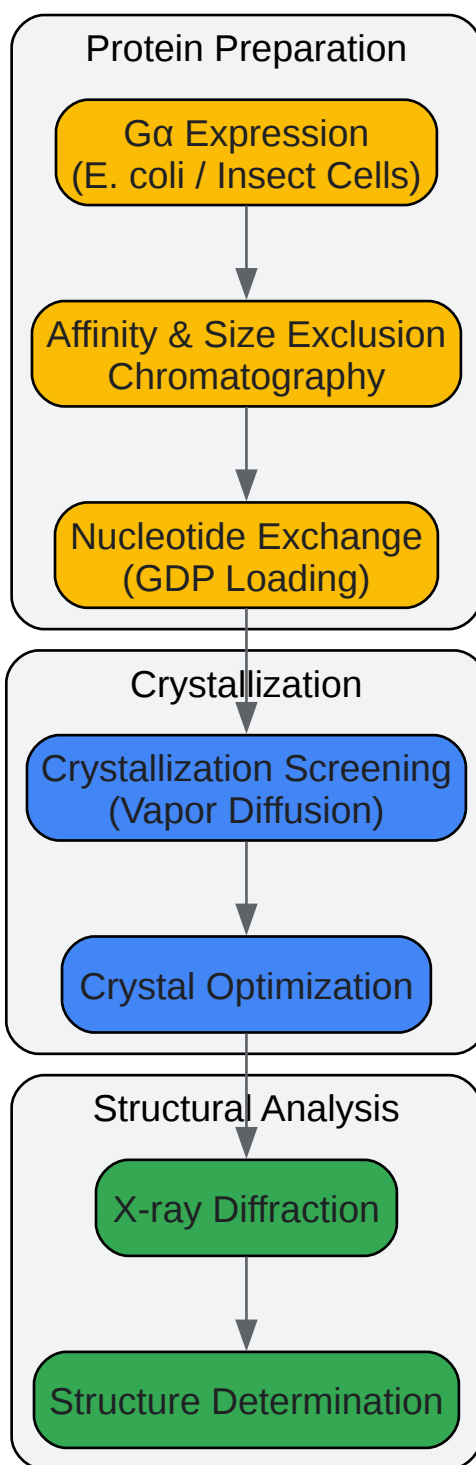 Protein Preparation
Gα Expression
(E. coli / Insect Cells)
Affinity & Size Exclusion
Chromatography
Nucleotide Exchange
(GDP Loading)
Crystallization
Crystallization Screening
(Vapor Diffusion)
Crystal Optimization
Structural Analysis
X-ray Diffraction
Structure Determination